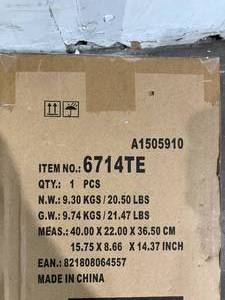 A1505910
ITEM NO.: 6714TE
QTY.: 1 PCS
N.W.: 9.30 KGS / 20.50 LBS
G.W.: 9.74 KGS / 21.47 LBS
MEAS.: 40.00 X 22.00 X 36.50 CM
15.75 X 8.66 X 14.37 INCH
EAN.: 821808064557
MADE IN CHINA